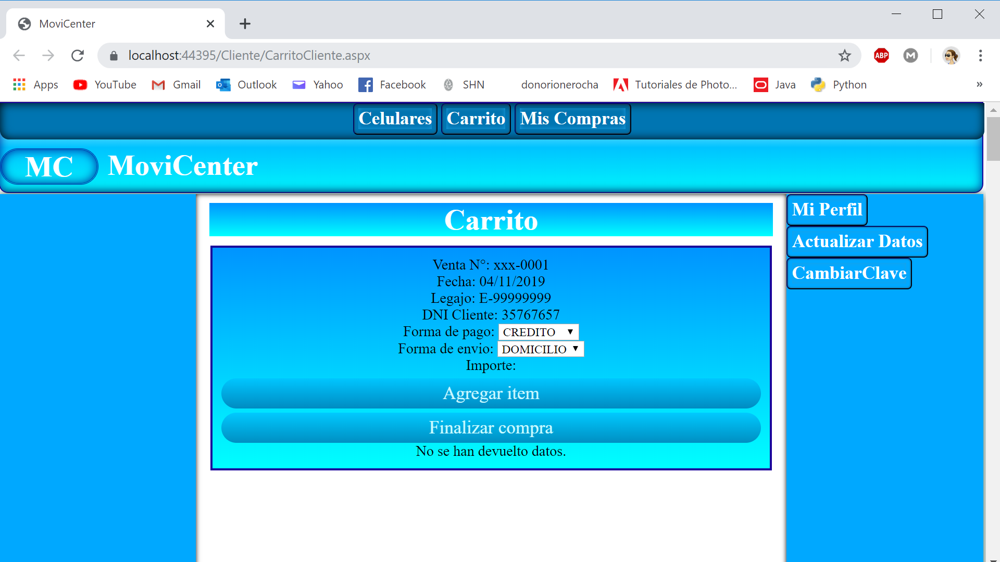 MoviCenter
localhost:44395/Cliente/CarritoCliente.aspx
ABP
M
Apps YouTube Gmail Outlook Yahoo Facebook SHN donorionerocha Tutoriales de Photo... Java Python »
Celulares Carrito Mis Compras
MC MoviCenter
Carrito
Mi Perfil
Actualizar Datos
CambiarClave
Venta N°: xxx-0001
Fecha: 04/11/2019
Legajo: E-99999999
DNI Cliente: 35767657
Forma de pago: CREDITO
Forma de envio: DOMICILIO
Importe:
Agregar item
Finalizar compra
No se han devuelto datos.